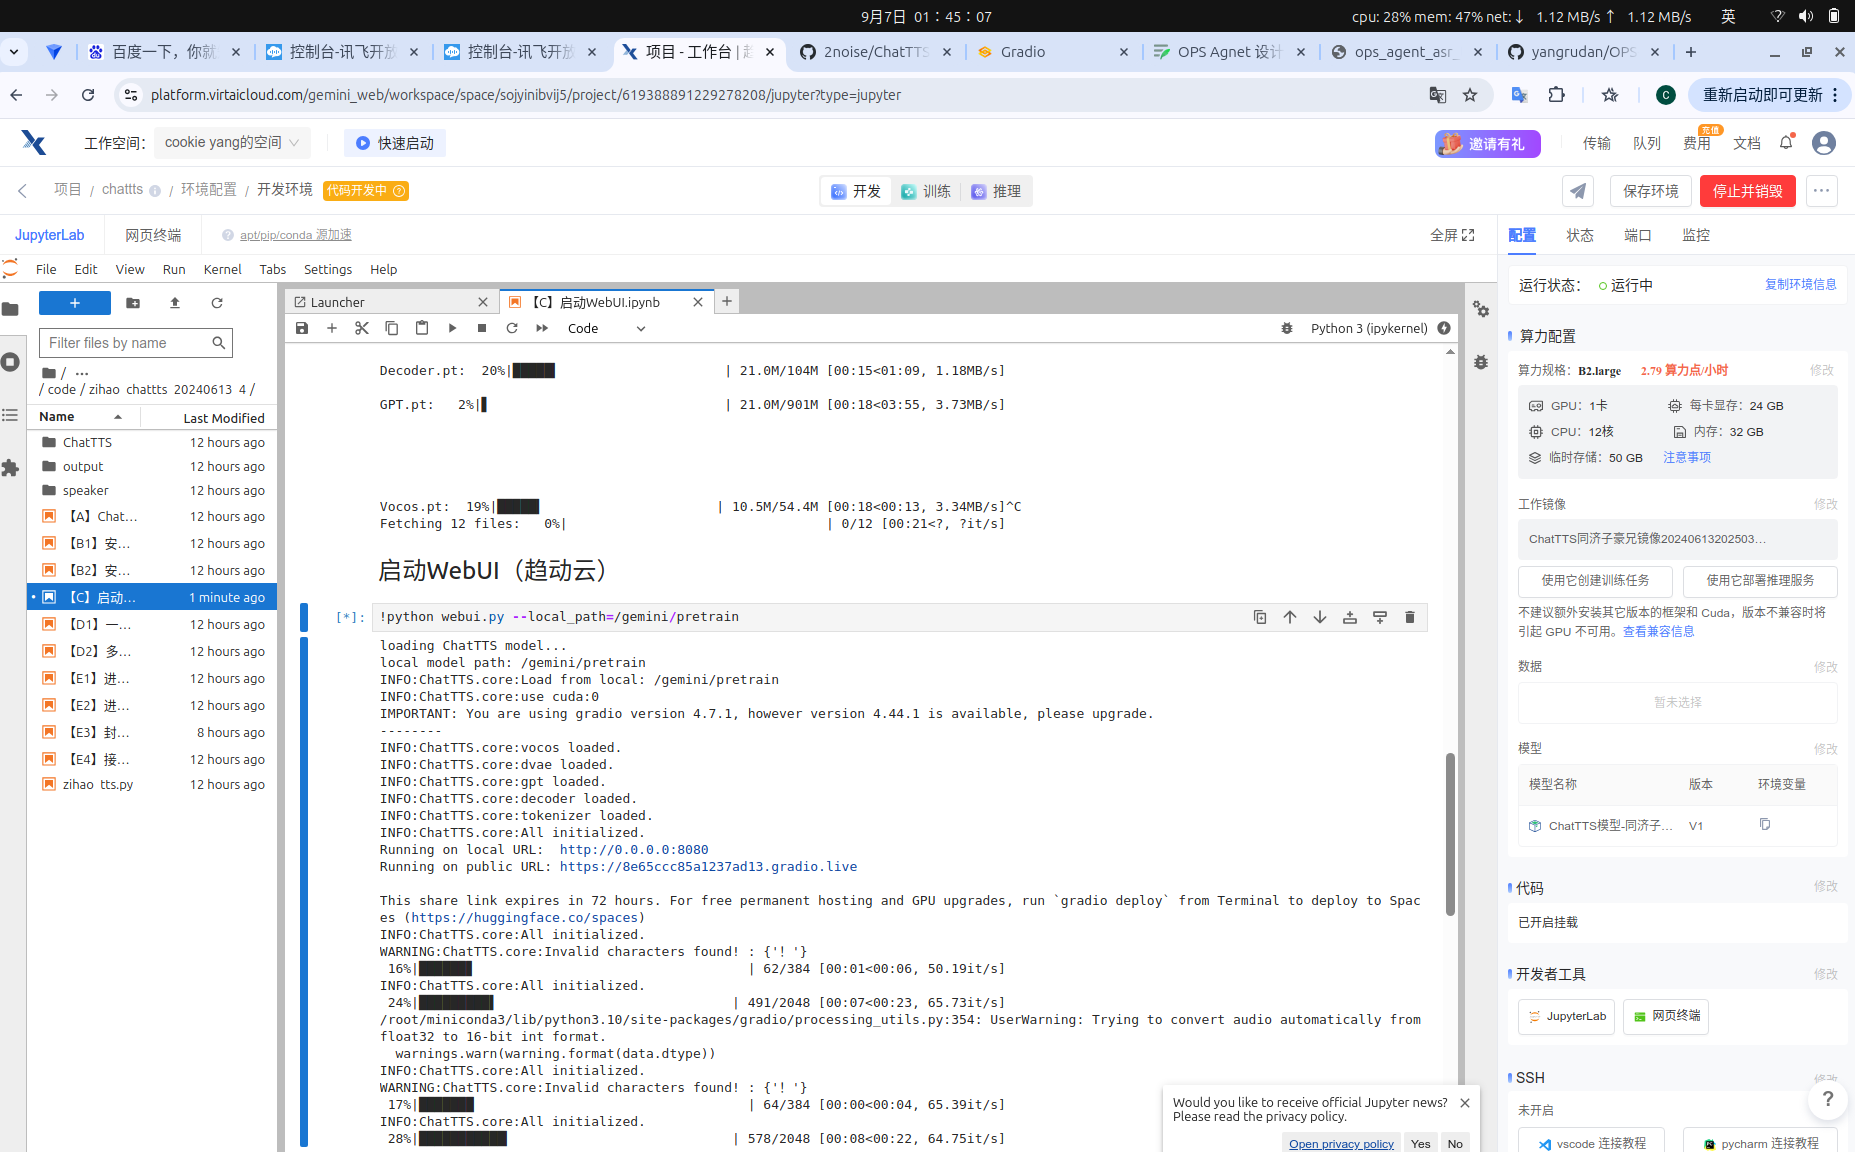 9月7日 01：45：07
cpu: 28% mem: 47% net:↓ 1.12 MB/s ↑ 1.12 MB/s 英
百度一下，你就
控制台-讯飞开放
控制台-讯飞开放
项目 - 工作台 | 走
2noise/ChatTTS
Gradio
OPS Agnet 设计
ops_agent_asr_
yangrudan/OPS
platform.virtaicloud.com/gemini_web/workspace/space/sojyinibvij5/project/619388891229278208/jupyter?type=jupyter
C
重新启动即可更新
工作空间：
cookie yang的空间
快速启动
邀请有礼
传输
队列
充值
费用
文档
项目 / chattts / 环境配置 / 开发环境 代码开发中
开发
训练
推理
保存环境
停止并销毁
JupyterLab
网页终端
apt/pip/conda 源加速
全屏
配置 状态 端口 监控
File Edit View Run Kernel Tabs Settings Help
Launcher
【C】启动WebUI.ipynb
Code
Python 3 (ipykernel)
Filter files by name
/ ···
/ code / zihao_chattts_20240613_4 /
Name Last Modified
ChatTTS 12 hours ago
output 12 hours ago
speaker 12 hours ago
【A】Chat… 12 hours ago
【B1】安… 12 hours ago
【B2】安… 12 hours ago
【C】启动… 1 minute ago
【D1】一… 12 hours ago
【D2】多… 12 hours ago
【E1】进… 12 hours ago
【E2】进… 12 hours ago
【E3】封… 8 hours ago
【E4】接… 12 hours ago
zihao_tts.py 12 hours ago
Decoder.pt: 20%| | 21.0M/104M [00:15<01:09, 1.18MB/s]
GPT.pt: 2%| | 21.0M/901M [00:18<03:55, 3.73MB/s]
Vocos.pt: 19%| | 10.5M/54.4M [00:18<00:13, 3.34MB/s]^C
Fetching 12 files: 0%| | 0/12 [00:21<?, ?it/s]
启动WebUI（趋动云）
[*]: !python webui.py --local_path=/gemini/pretrain
loading ChatTTS model...
local model path: /gemini/pretrain
INFO:ChatTTS.core:Load from local: /gemini/pretrain
INFO:ChatTTS.core:use cuda:0
IMPORTANT: You are using gradio version 4.7.1, however version 4.44.1 is available, please upgrade.
--------
INFO:ChatTTS.core:vocos loaded.
INFO:ChatTTS.core:dvae loaded.
INFO:ChatTTS.core:gpt loaded.
INFO:ChatTTS.core:decoder loaded.
INFO:ChatTTS.core:tokenizer loaded.
INFO:ChatTTS.core:All initialized.
Running on local URL: http://0.0.0.0:8080
Running on public URL: https://8e65ccc85a1237ad13.gradio.live
This share link expires in 72 hours. For free permanent hosting and GPU upgrades, run `gradio deploy` from Terminal to deploy to Spac
es (https://huggingface.co/spaces)
INFO:ChatTTS.core:All initialized.
WARNING:ChatTTS.core:Invalid characters found! : {'！'}
16%| | 62/384 [00:01<00:06, 50.19it/s]
INFO:ChatTTS.core:All initialized.
24%| | 491/2048 [00:07<00:23, 65.73it/s]
/root/miniconda3/lib/python3.10/site-packages/gradio/processing_utils.py:354: UserWarning: Trying to convert audio automatically from
float32 to 16-bit int format.
warnings.warn(warning.format(data.dtype))
INFO:ChatTTS.core:All initialized.
WARNING:ChatTTS.core:Invalid characters found! : {'！'}
17%| | 64/384 [00:00<00:04, 65.39it/s]
INFO:ChatTTS.core:All initialized.
28%| | 578/2048 [00:08<00:22, 64.75it/s]
Would you like to receive official Jupyter news?
Please read the privacy policy.
Open privacy policy Yes No
运行状态： 运行中 复制环境信息
算力配置
算力规格：B2.large 2.79 算力点/小时 修改
GPU：1卡 每卡显存：24 GB
CPU：12核 内存：32 GB
临时存储：50 GB 注意事项
工作镜像 修改
ChatTTS同济子豪兄镜像20240613202503…
使用它创建训练任务 使用它部署推理服务
不建议额外安装其它版本的框架和 Cuda，版本不兼容时将
引起 GPU 不可用。查看兼容信息
数据 修改
暂未选择
模型 修改
模型名称 版本 环境变量
ChatTTS模型-同济子… V1
代码 修改
已开启挂载
开发者工具 修改
JupyterLab 网页终端
SSH 修改
未开启
?
vscode 连接教程 pycharm 连接教程